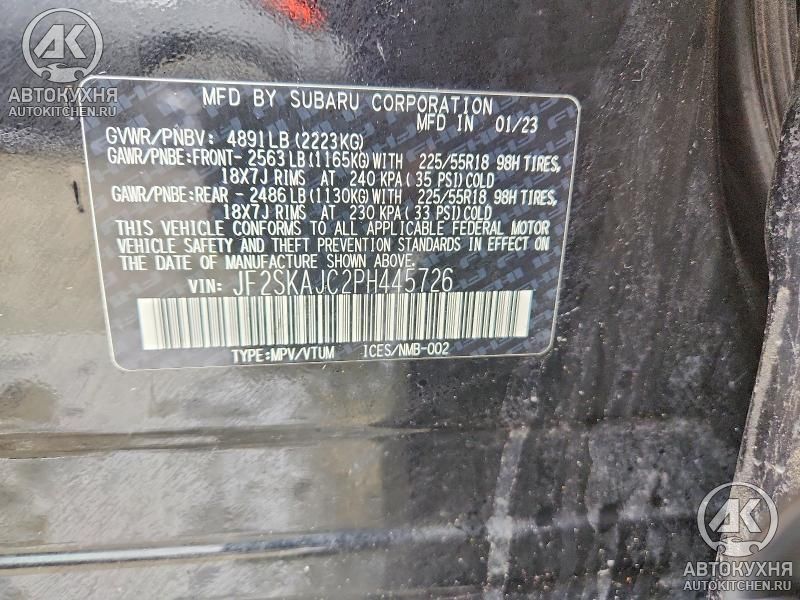 AK
АВТОКУХНЯ
AUTOKITCHEN.RU
MFD BY SUBARU CORPORATION
MFD IN 01/23
GVWR/PNBV: 4891LB(2223KG)
GAWR/PNBE:FRONT- 2563LB(1165KG)WITH 225/55R18 98H TIRES,
18X7J RIMS AT 240 KPA(35 PSI)COLD
GAWR/PNBE:REAR - 2486LB(1130KG)WITH 225/55R18 98H TIRES,
18X7J RIMS AT 230 KPA(33 PSI)COLD
THIS VEHICLE CONFORMS TO ALL APPLICABLE FEDERAL MOTOR
VEHICLE SAFETY AND THEFT PREVENTION STANDARDS IN EFFECT ON
THE DATE OF MANUFACTURE SHOWN ABOVE.
VIN: JF2SKAJC2PH445726
TYPE:MPV/VTUM ICES/NMB-002
AK
АВТОКУХНЯ
AUTOKITCHEN.RU